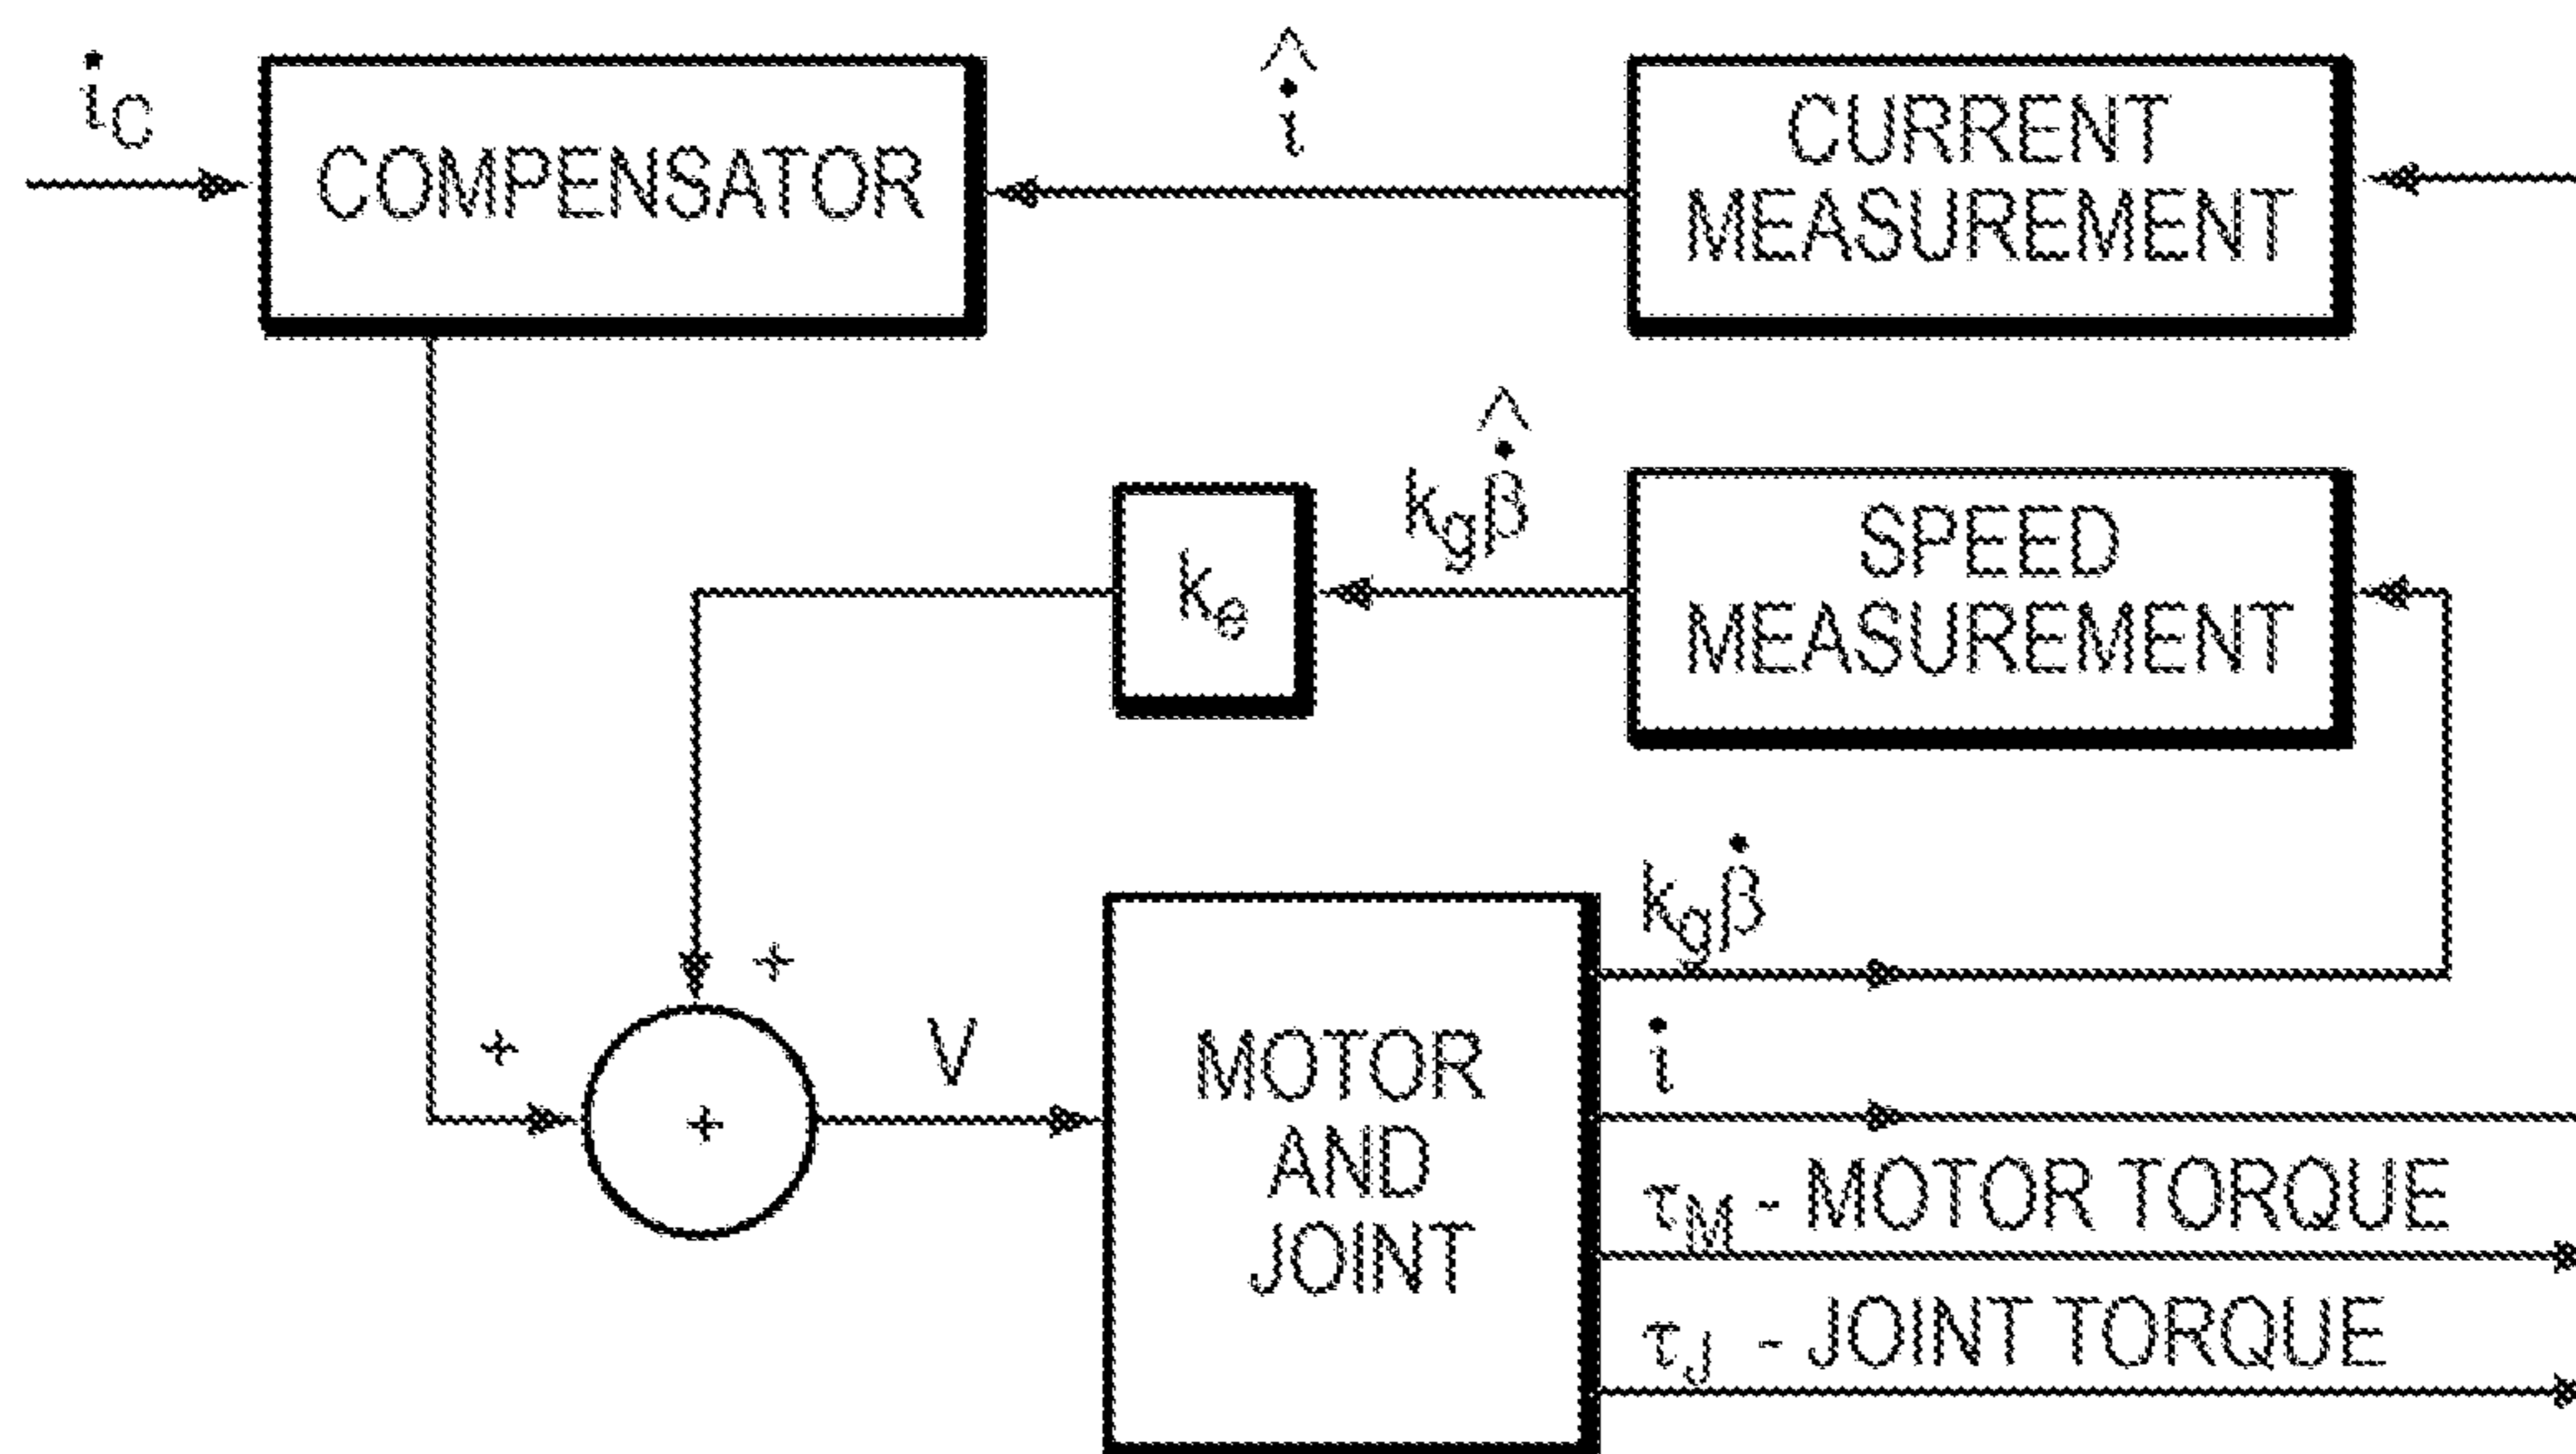 i_C
COMPENSATOR
î
CURRENT
MEASUREMENT
k_e
k_g β̇̂
SPEED
MEASUREMENT
+
+
+
V
MOTOR
AND
JOINT
k_g β̇
i
τ_M - MOTOR TORQUE
τ_J - JOINT TORQUE